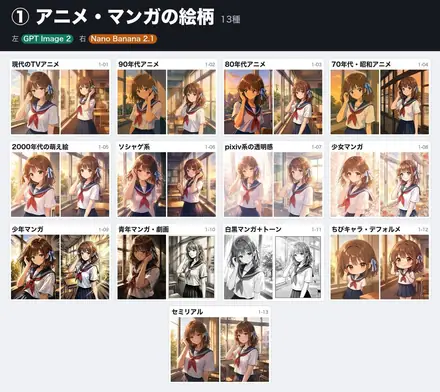 ① アニメ・マンガの絵柄 13種
左 GPT Image 2 右 Nano Banana 2.1
現代のTVアニメ 1-01
90年代アニメ 1-02
80年代アニメ 1-03
70年代・昭和アニメ 1-04
2000年代の萌え絵 1-05
ソシャゲ系 1-06
pixiv系の透明感 1-07
少女マンガ 1-08
少年マンガ 1-09
青年マンガ・劇画 1-10
白黒マンガ+トーン 1-11
ちびキャラ・デフォルメ 1-12
セミリアル 1-13